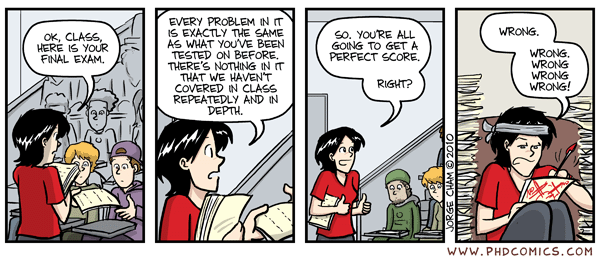 OK, CLASS,
HERE IS YOUR
FINAL EXAM.
EVERY PROBLEM IN IT
IS EXACTLY THE SAME
AS WHAT YOU'VE BEEN
TESTED ON BEFORE.
THERE'S NOTHING IN IT
THAT WE HAVEN'T
COVERED IN CLASS
REPEATEDLY AND IN
DEPTH.
SO. YOU'RE ALL
GOING TO GET A
PERFECT SCORE.
RIGHT?
JORGE CHAM © 2010
WRONG.
WRONG.
WRONG
WRONG
WRONG!
WWW.PHDCOMICS.COM